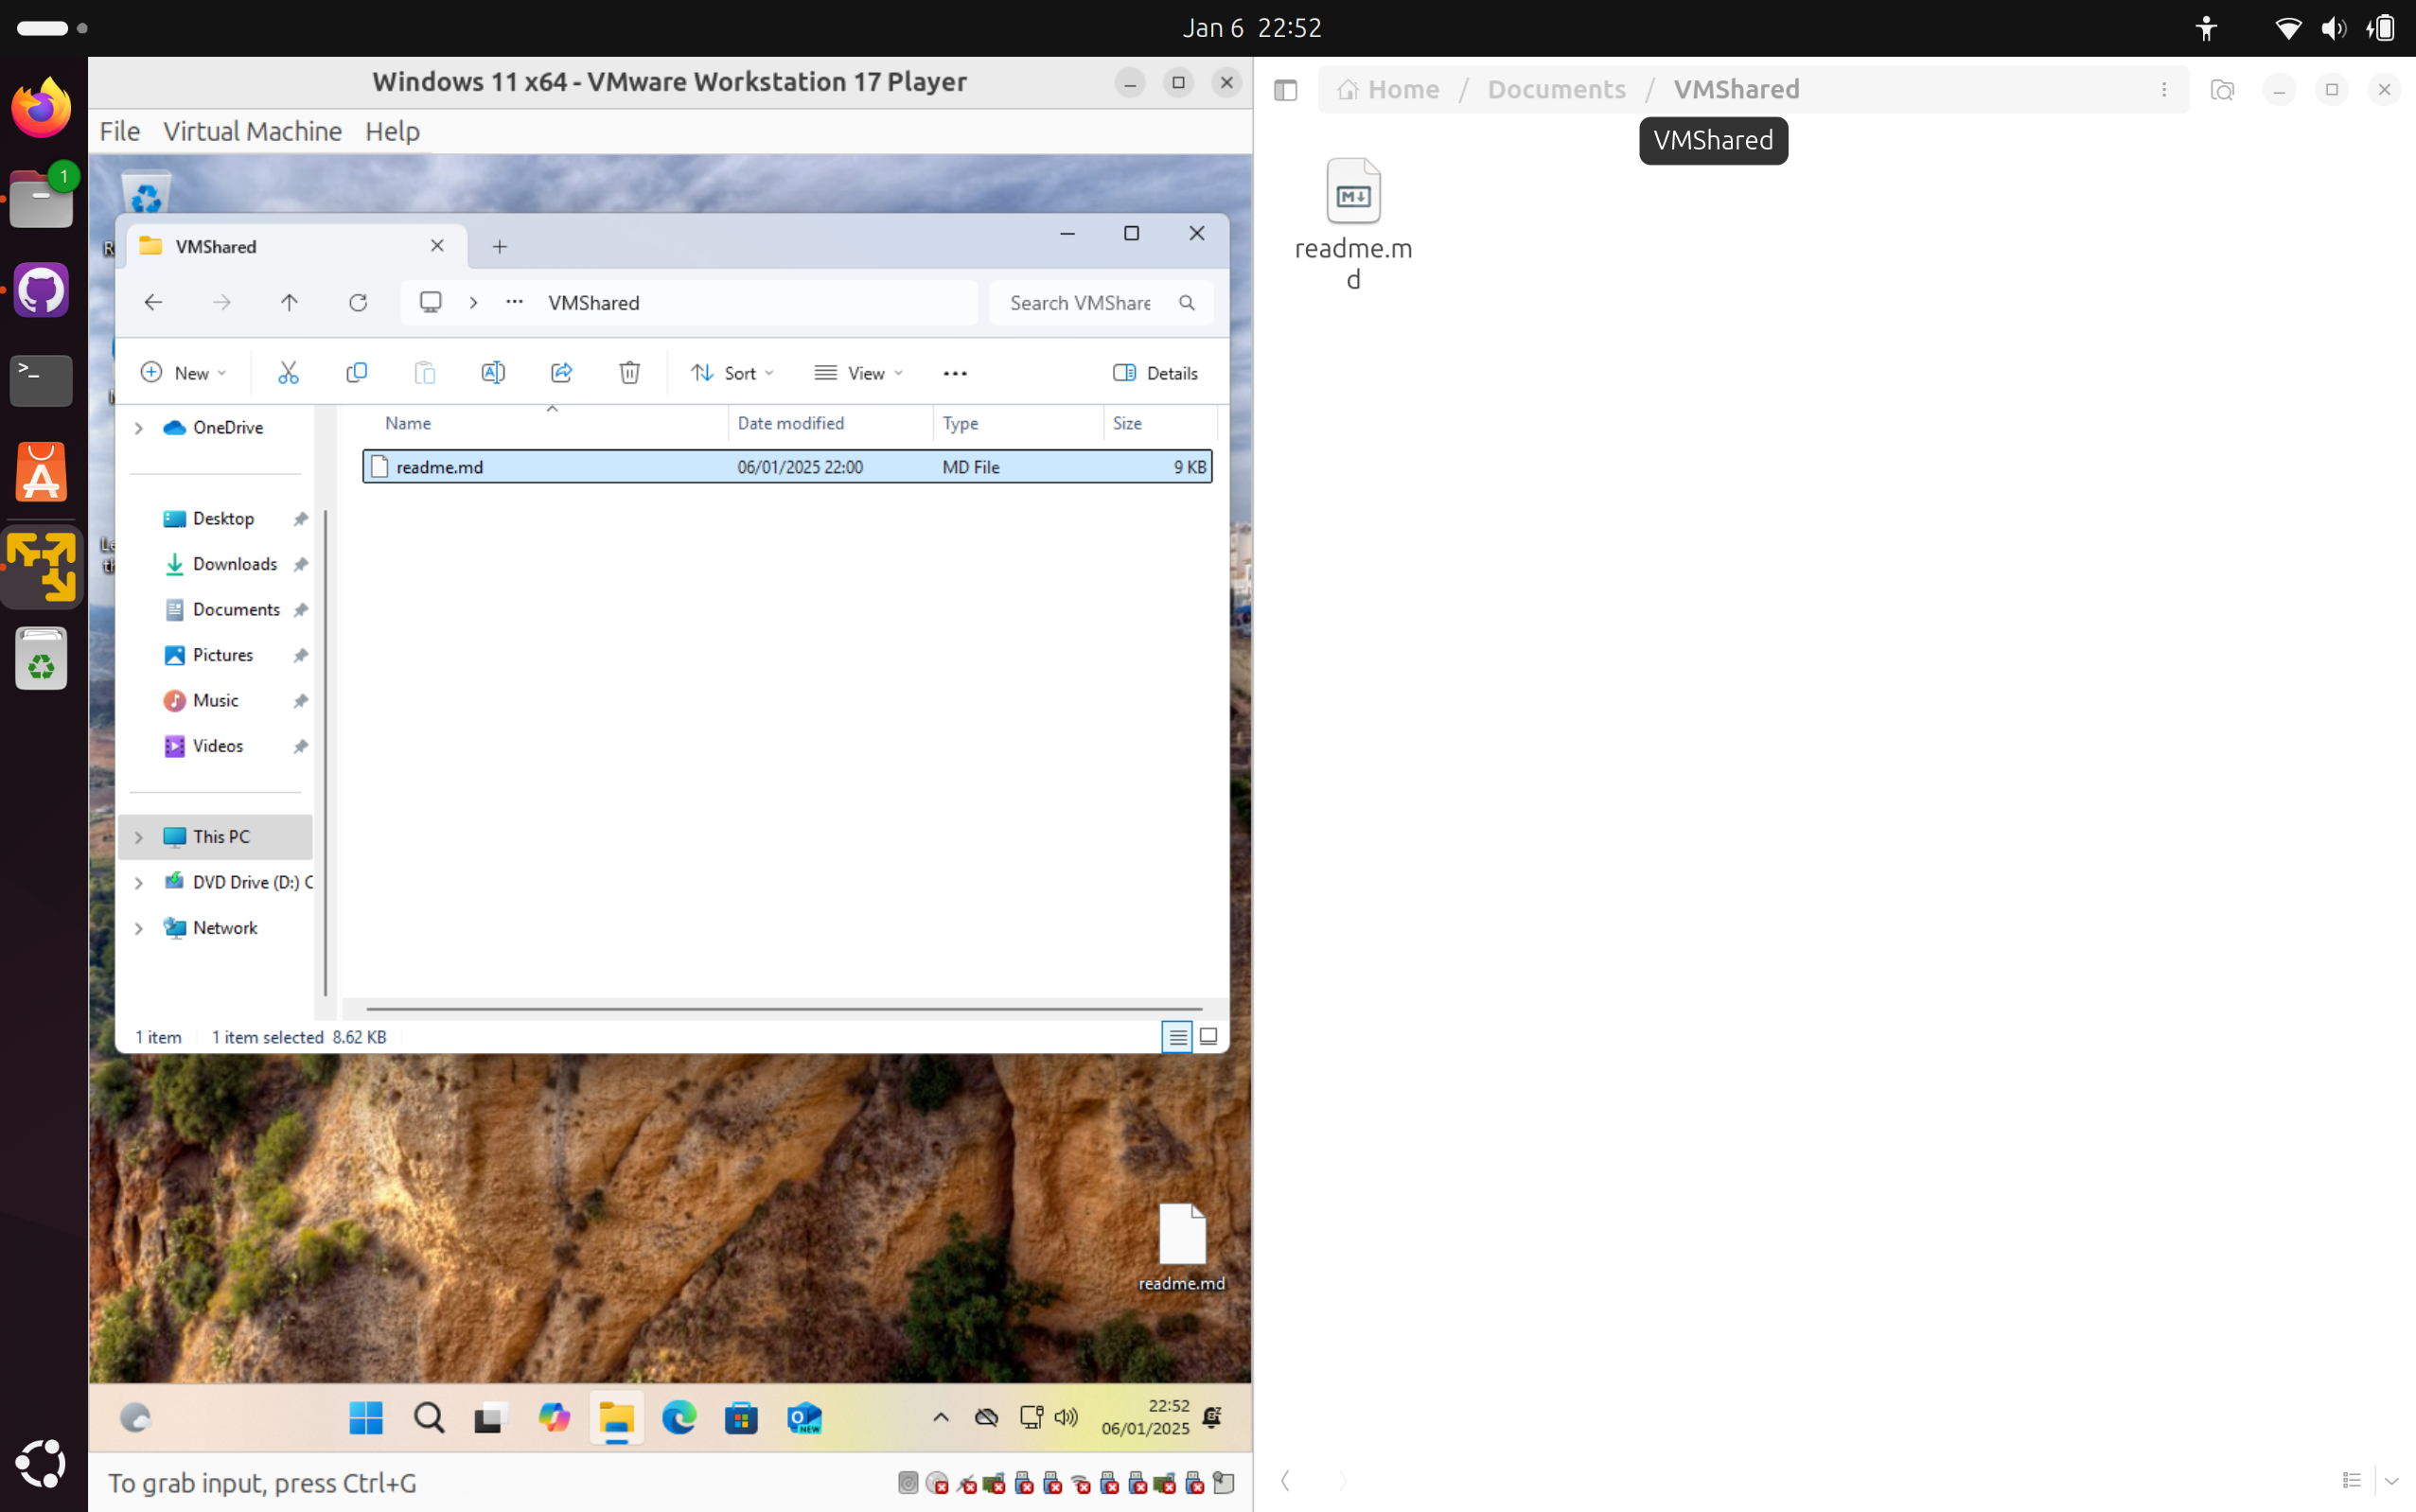 Jan 6 22:52
1
>_
Windows 11 x64 - VMware Workstation 17 Player
File Virtual Machine Help
VMShared
Search VMShare
New
Sort
View
Details
Name
Date modified
Type
Size
readme.md
06/01/2025 22:00
MD File
9 KB
OneDrive
Desktop
Downloads
Documents
Pictures
Music
Videos
This PC
DVD Drive (D:) C
Network
1 item
1 item selected 8.62 KB
readme.md
22:52
06/01/2025
To grab input, press Ctrl+G
Home / Documents / VMShared
VMShared
readme.m
d